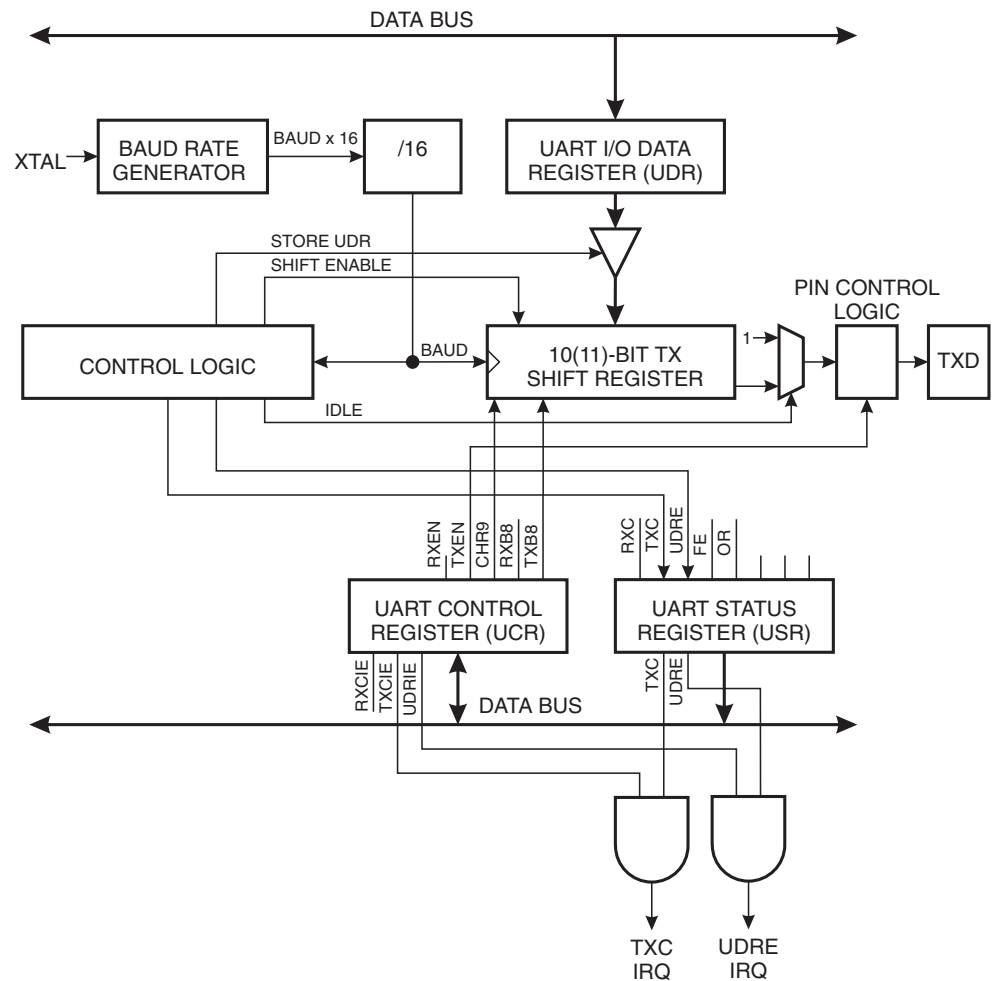 DATA BUS
XTAL
BAUD RATE
GENERATOR
BAUD x 16
/16
UART I/O DATA
REGISTER (UDR)
STORE UDR
SHIFT ENABLE
PIN CONTROL
LOGIC
CONTROL LOGIC
BAUD
10(11)-BIT TX
SHIFT REGISTER
1
TXD
IDLE
RXEN
TXEN
CHR9
RXB8
TXB8
RXC
TXC
UDRE
FE
OR
UART CONTROL
REGISTER (UCR)
UART STATUS
REGISTER (USR)
RXCIE
TXCIE
UDRIE
TXC
UDRE
DATA BUS
TXC
IRQ
UDRE
IRQ